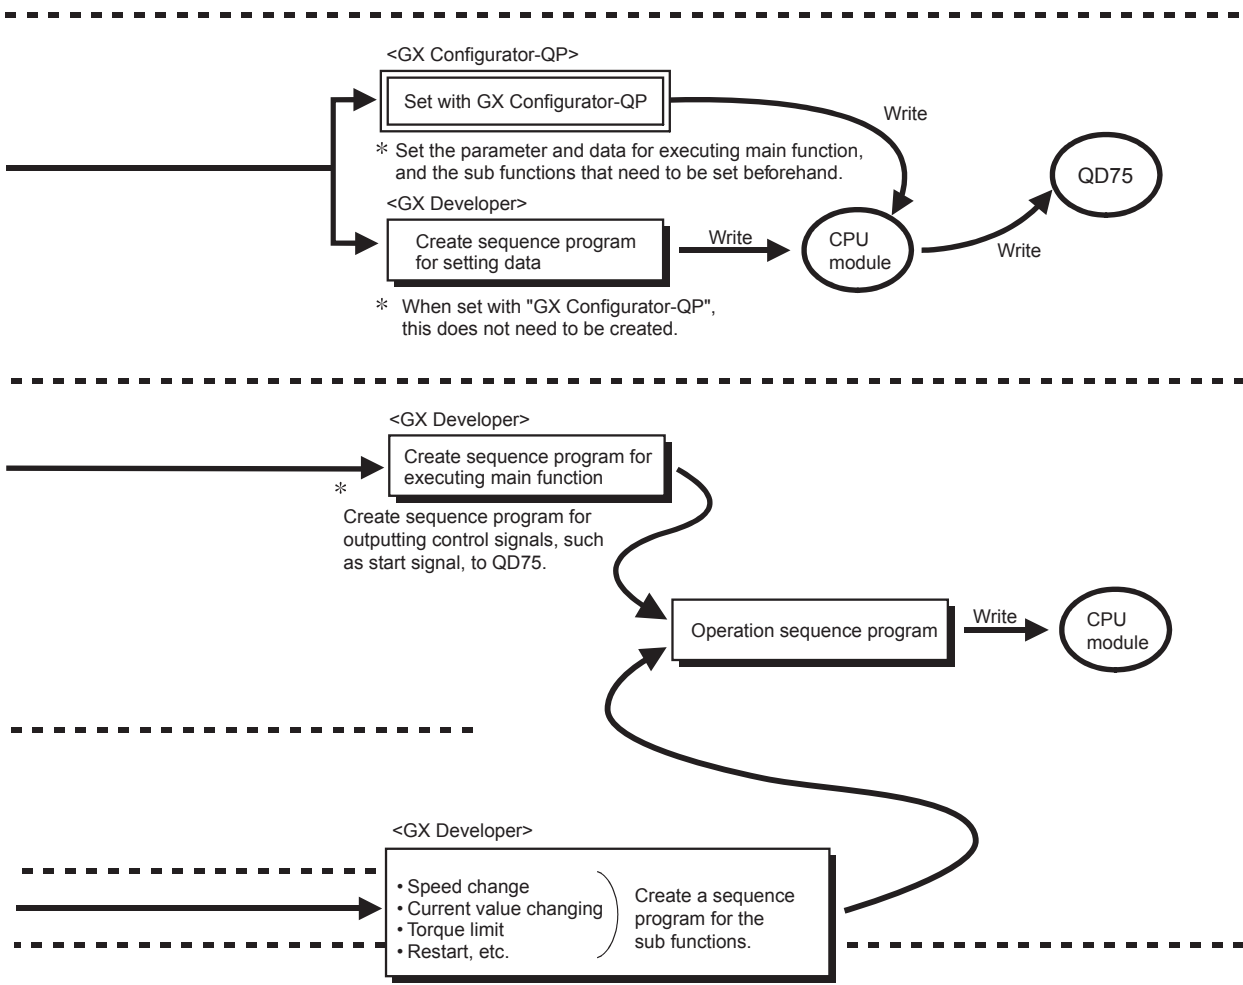 <GX Configurator-QP>
Set with GX Configurator-QP
Write
* Set the parameter and data for executing main function,
and the sub functions that need to be set beforehand.
QD75
<GX Developer>
Create sequence program
for setting data
Write
CPU
module
Write
* When set with "GX Configurator-QP",
this does not need to be created.
<GX Developer>
Create sequence program for
executing main function
*
Create sequence program for
outputting control signals, such
as start signal, to QD75.
Operation sequence program
Write
CPU
module
<GX Developer>
• Speed change
• Current value changing
• Torque limit
• Restart, etc.
Create a sequence
program for the
sub functions.